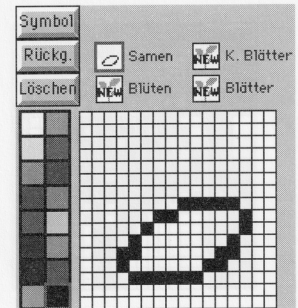 Symbol
Rückg.
Samen
NEW
K. Blätter
Löschen
NEW
Blüten
NEW
Blätter